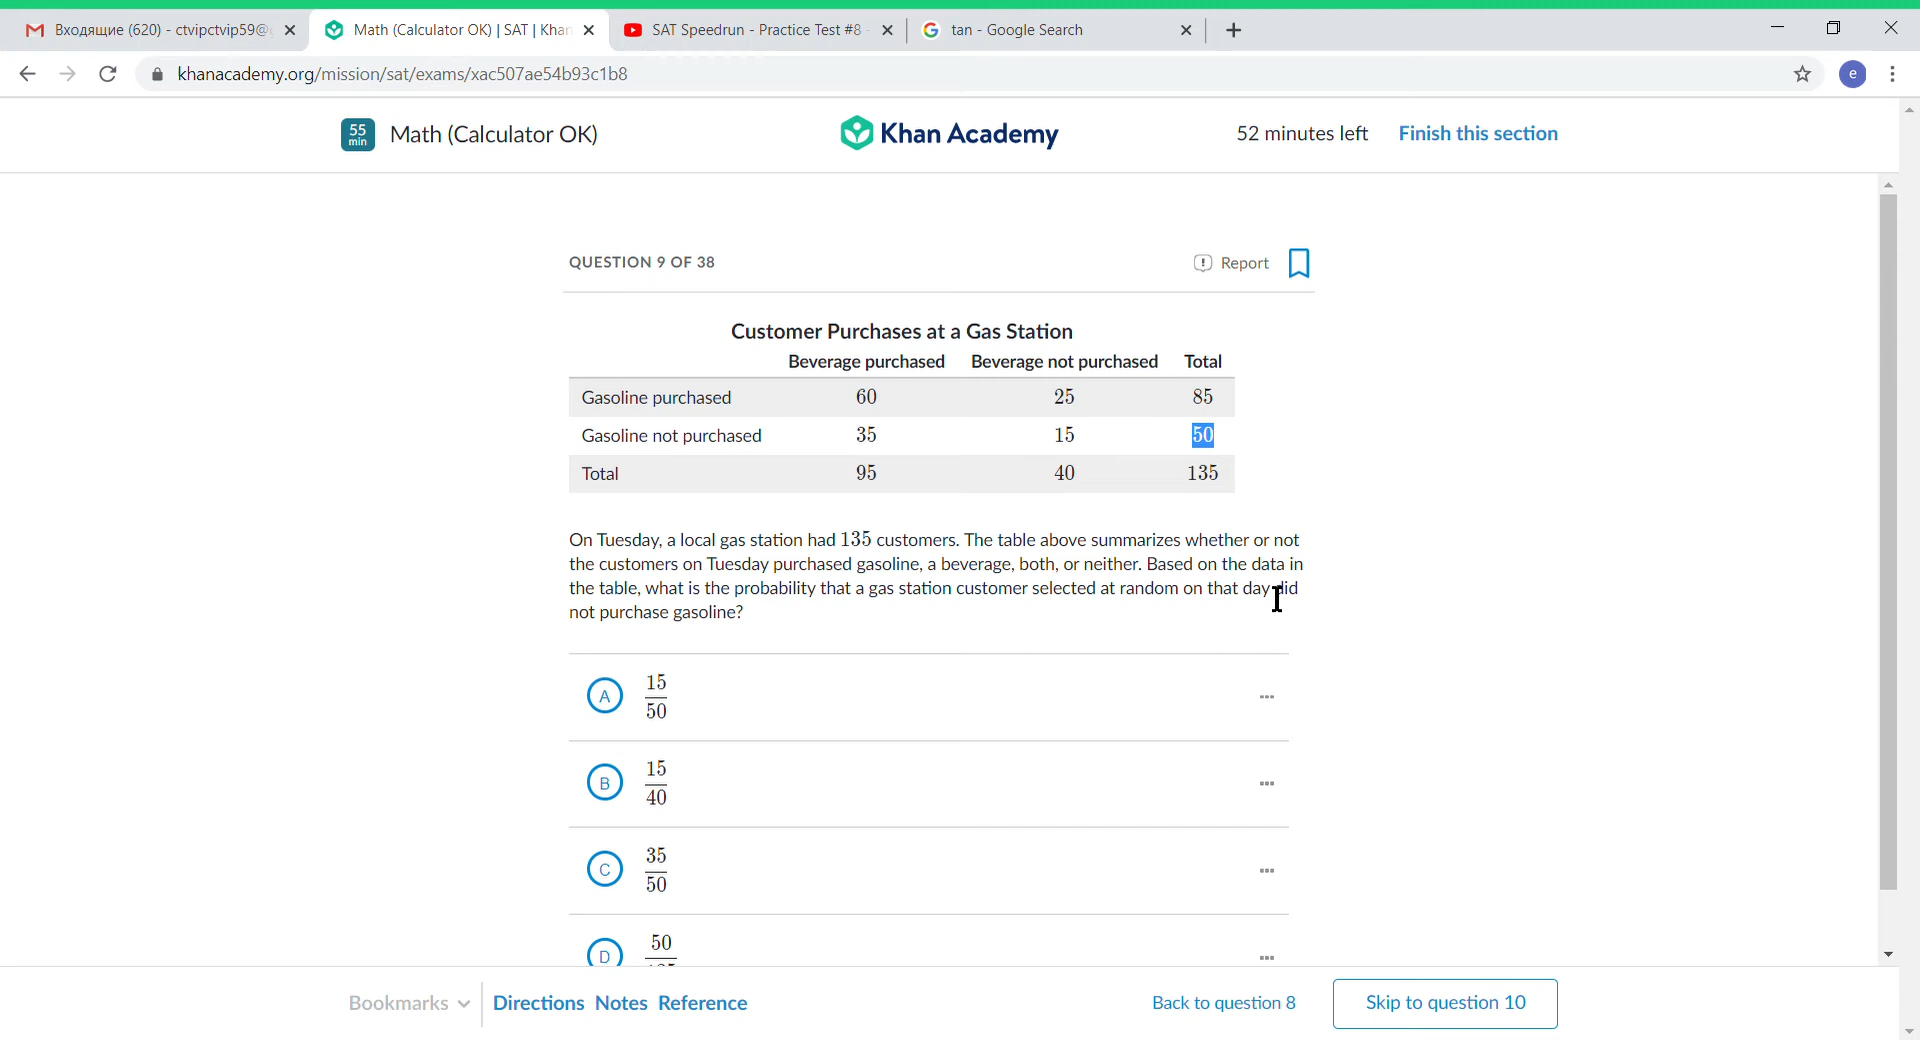 Входящие (620) - ctvipctvip59@
Math (Calculator OK) | SAT | Khan
SAT Speedrun - Practice Test #8
tan - Google Search
khanacademy.org/mission/sat/exams/xac507ae54b93c1b8
e
55
min
Math (Calculator OK)
Khan Academy
52 minutes left
Finish this section
QUESTION 9 OF 38
Report
Customer Purchases at a Gas Station
Beverage purchased Beverage not purchased Total
Gasoline purchased 60 25 85
Gasoline not purchased 35 15 50
Total 95 40 135
On Tuesday, a local gas station had 135 customers. The table above summarizes whether or not
the customers on Tuesday purchased gasoline, a beverage, both, or neither. Based on the data in
the table, what is the probability that a gas station customer selected at random on that day did
not purchase gasoline?
A 15/50
B 15/40
C 35/50
D 50
Bookmarks
Directions Notes Reference
Back to question 8
Skip to question 10